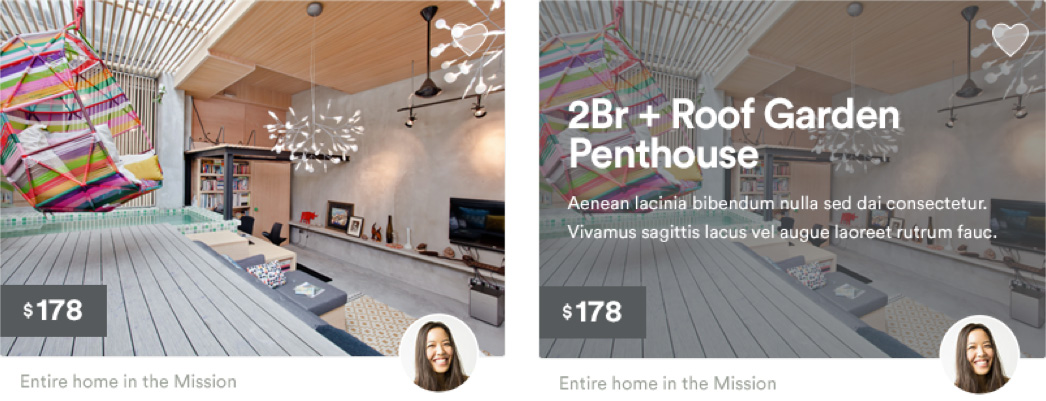 $178
Entire home in the Mission
2Br + Roof Garden
Penthouse
Aenean lacinia bibendum nulla sed dai consectetur.
Vivamus sagittis lacus vel augue laoreet rutrum fauc.
$178
Entire home in the Mission